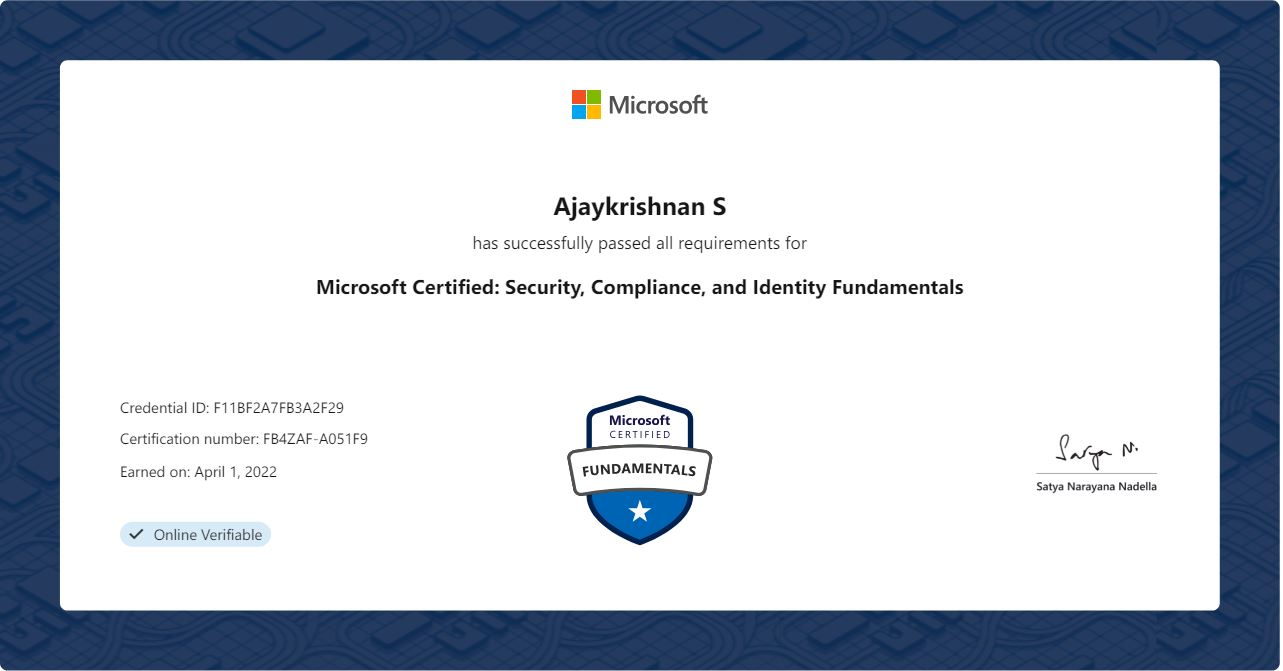 Microsoft
Ajaykrishnan S
has successfully passed all requirements for
Microsoft Certified: Security, Compliance, and Identity Fundamentals
Credential ID: F11BF2A7FB3A2F29
Certification number: FB4ZAF-A051F9
Earned on: April 1, 2022
Online Verifiable
Microsoft
CERTIFIED
FUNDAMENTALS
Satya N.
Satya Narayana Nadella